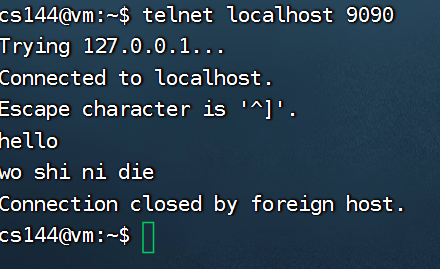 cs144@vm:~$ telnet localhost 9090
Trying 127.0.0.1...
Connected to localhost.
Escape character is '^]'.
hello
wo shi ni die
Connection closed by foreign host.
cs144@vm:~$